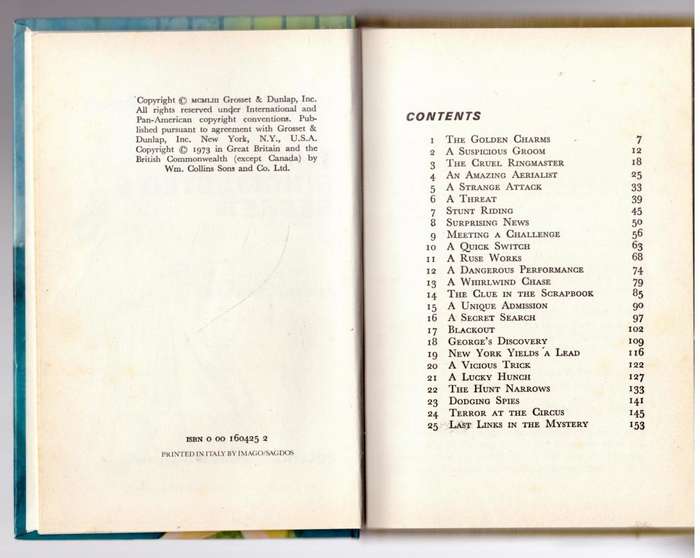 Copyright © MCMLIII Grosset & Dunlap, Inc.
All rights reserved under International and
Pan-American copyright conventions. Pub-
lished pursuant to agreement with Grosset &
Dunlap, Inc. New York, N.Y., U.S.A.
Copyright © 1973 in Great Britain and the
British Commonwealth (except Canada) by
Wm. Collins Sons and Co. Ltd.
ISBN 0 00 160425 2
PRINTED IN ITALY BY IMAGO/SAGDOS
CONTENTS
1 The Golden Charms 7
2 A Suspicious Groom 12
3 The Cruel Ringmaster 18
4 An Amazing Aerialist 25
5 A Strange Attack 33
6 A Threat 39
7 Stunt Riding 45
8 Surprising News 50
9 Meeting a Challenge 56
10 A Quick Switch 63
11 A Ruse Works 68
12 A Dangerous Performance 74
13 A Whirlwind Chase 79
14 The Clue in the Scrapbook 85
15 A Unique Admission 90
16 A Secret Search 97
17 Blackout 102
18 George's Discovery 109
19 New York Yields a Lead 116
20 A Vicious Trick 122
21 A Lucky Hunch 127
22 The Hunt Narrows 133
23 Dodging Spies 141
24 Terror at the Circus 145
25 Last Links in the Mystery 153